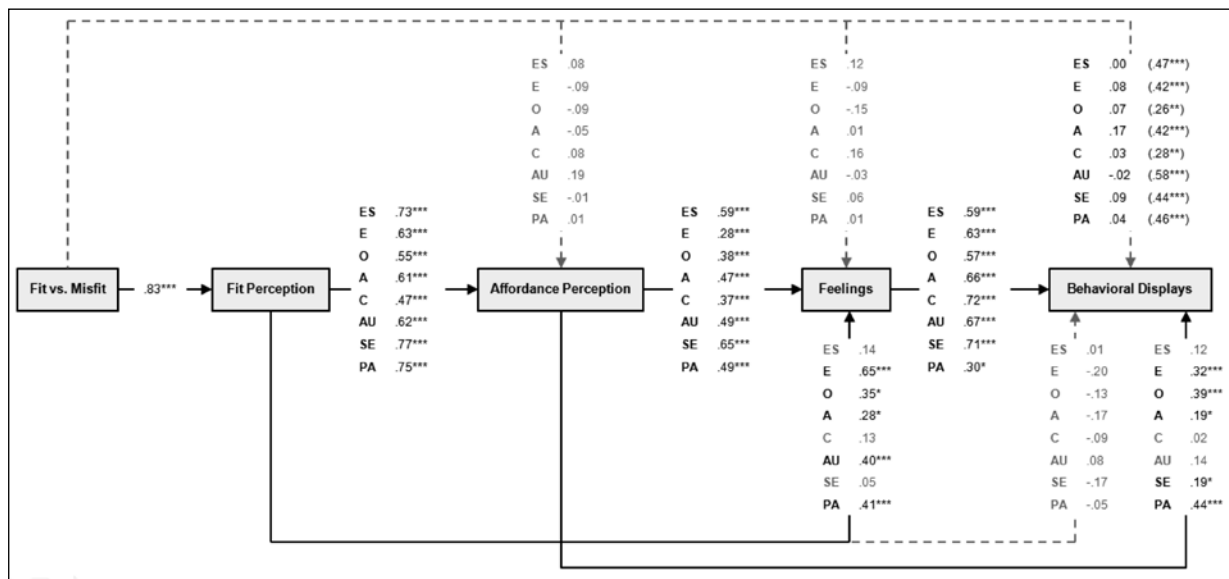 ES .08
E -.09
O -.09
A -.05
C .08
AU .19
SE -.01
PA .01
ES .12
E -.09
O -.15
A .01
C .16
AU -.03
SE .06
PA .01
ES .00 (.47***)
E .08 (.42***)
O .07 (.26**)
A .17 (.42***)
C .03 (.28**)
AU -.02 (.58***)
SE .09 (.44***)
PA .04 (.46***)
Fit vs. Misfit
.83***
Fit Perception
ES .73***
E .63***
O .55***
A .61***
C .47***
AU .62***
SE .77***
PA .75***
Affordance Perception
ES .59***
E .28***
O .38***
A .47***
C .37***
AU .49***
SE .65***
PA .49***
Feelings
ES .59***
E .63***
O .57***
A .66***
C .72***
AU .67***
SE .71***
PA .30*
Behavioral Displays
ES .14
E .65***
O .35*
A .28*
C .13
AU .40***
SE .05
PA .41***
ES .01
E -.20
O -.13
A -.17
C -.09
AU .08
SE -.17
PA -.05
ES .12
E .32***
O .39***
A .19*
C .02
AU .14
SE .19*
PA .44***